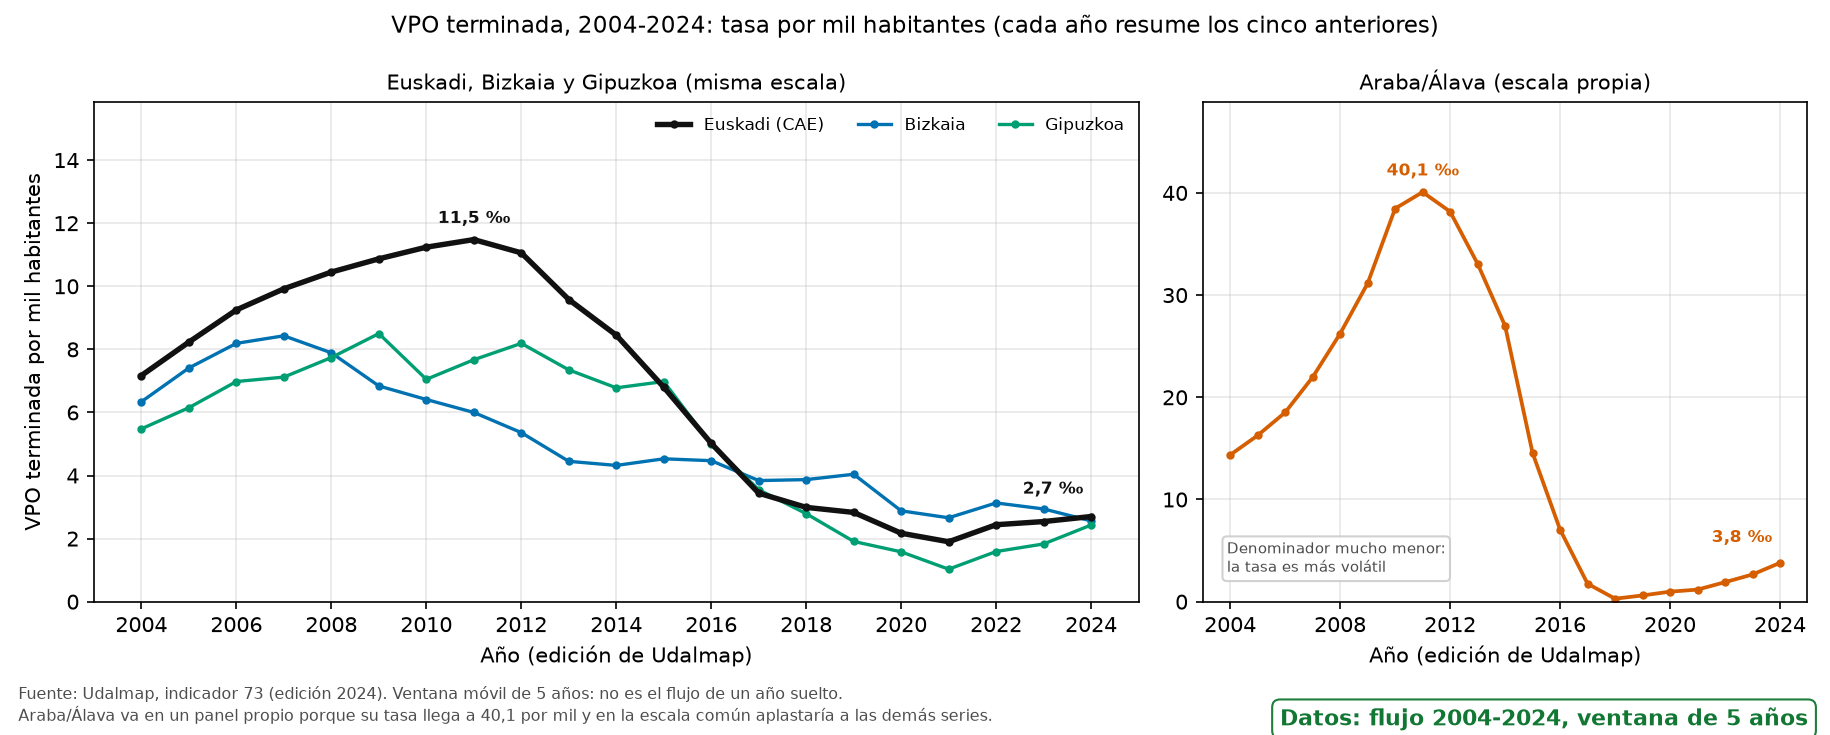 VPO terminada, 2004-2024: tasa por mil habitantes (cada año resume los cinco anteriores)
Euskadi, Bizkaia y Gipuzkoa (misma escala)
Euskadi (CAE)
Bizkaia
Gipuzkoa
VPO terminada por mil habitantes
14
12
10
8
6
4
2
0
11,5 ‰
2,7 ‰
2004
2006
2008
2010
2012
2014
2016
2018
2020
2022
2024
Año (edición de Udalmap)
Araba/Álava (escala propia)
40
30
20
10
0
40,1 ‰
3,8 ‰
Denominador mucho menor:
la tasa es más volátil
2004
2008
2012
2016
2020
2024
Año (edición de Udalmap)
Fuente: Udalmap, indicador 73 (edición 2024). Ventana móvil de 5 años: no es el flujo de un año suelto.
Araba/Álava va en un panel propio porque su tasa llega a 40,1 por mil y en la escala común aplastaría a las demás series.
Datos: flujo 2004-2024, ventana de 5 años